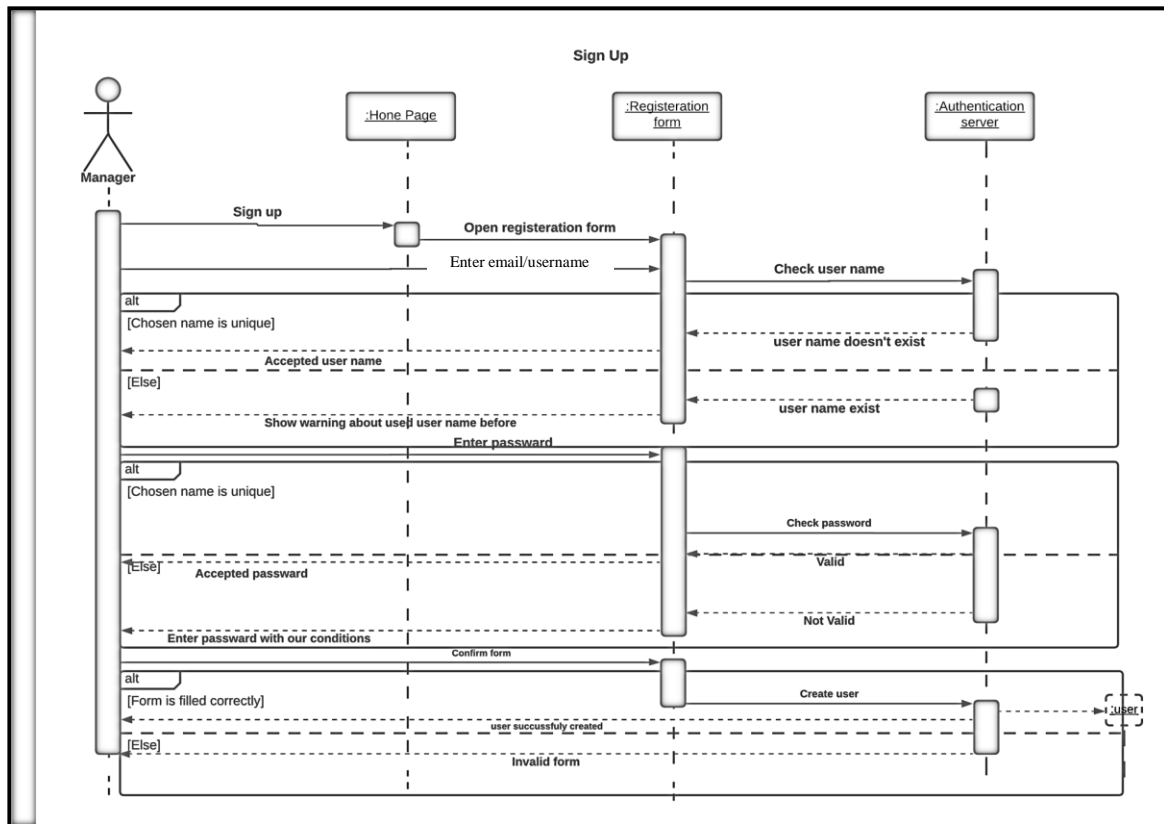 Sign Up
:Hone Page
:Registeration
form
:Authentication
server
Manager
Sign up
Open registeration form
Enter email/username
Check user name
alt
[Chosen name is unique]
user name doesn't exist
Accepted user name
[Else]
user name exist
Show warning about used user name before
Enter passward
alt
[Chosen name is unique]
Check password
Valid
[Else]
Accepted passward
Not Valid
Enter passward with our conditions
Confirm form
alt
[Form is filled correctly]
Create user
:user
user succussfuly created
[Else]
Invalid form